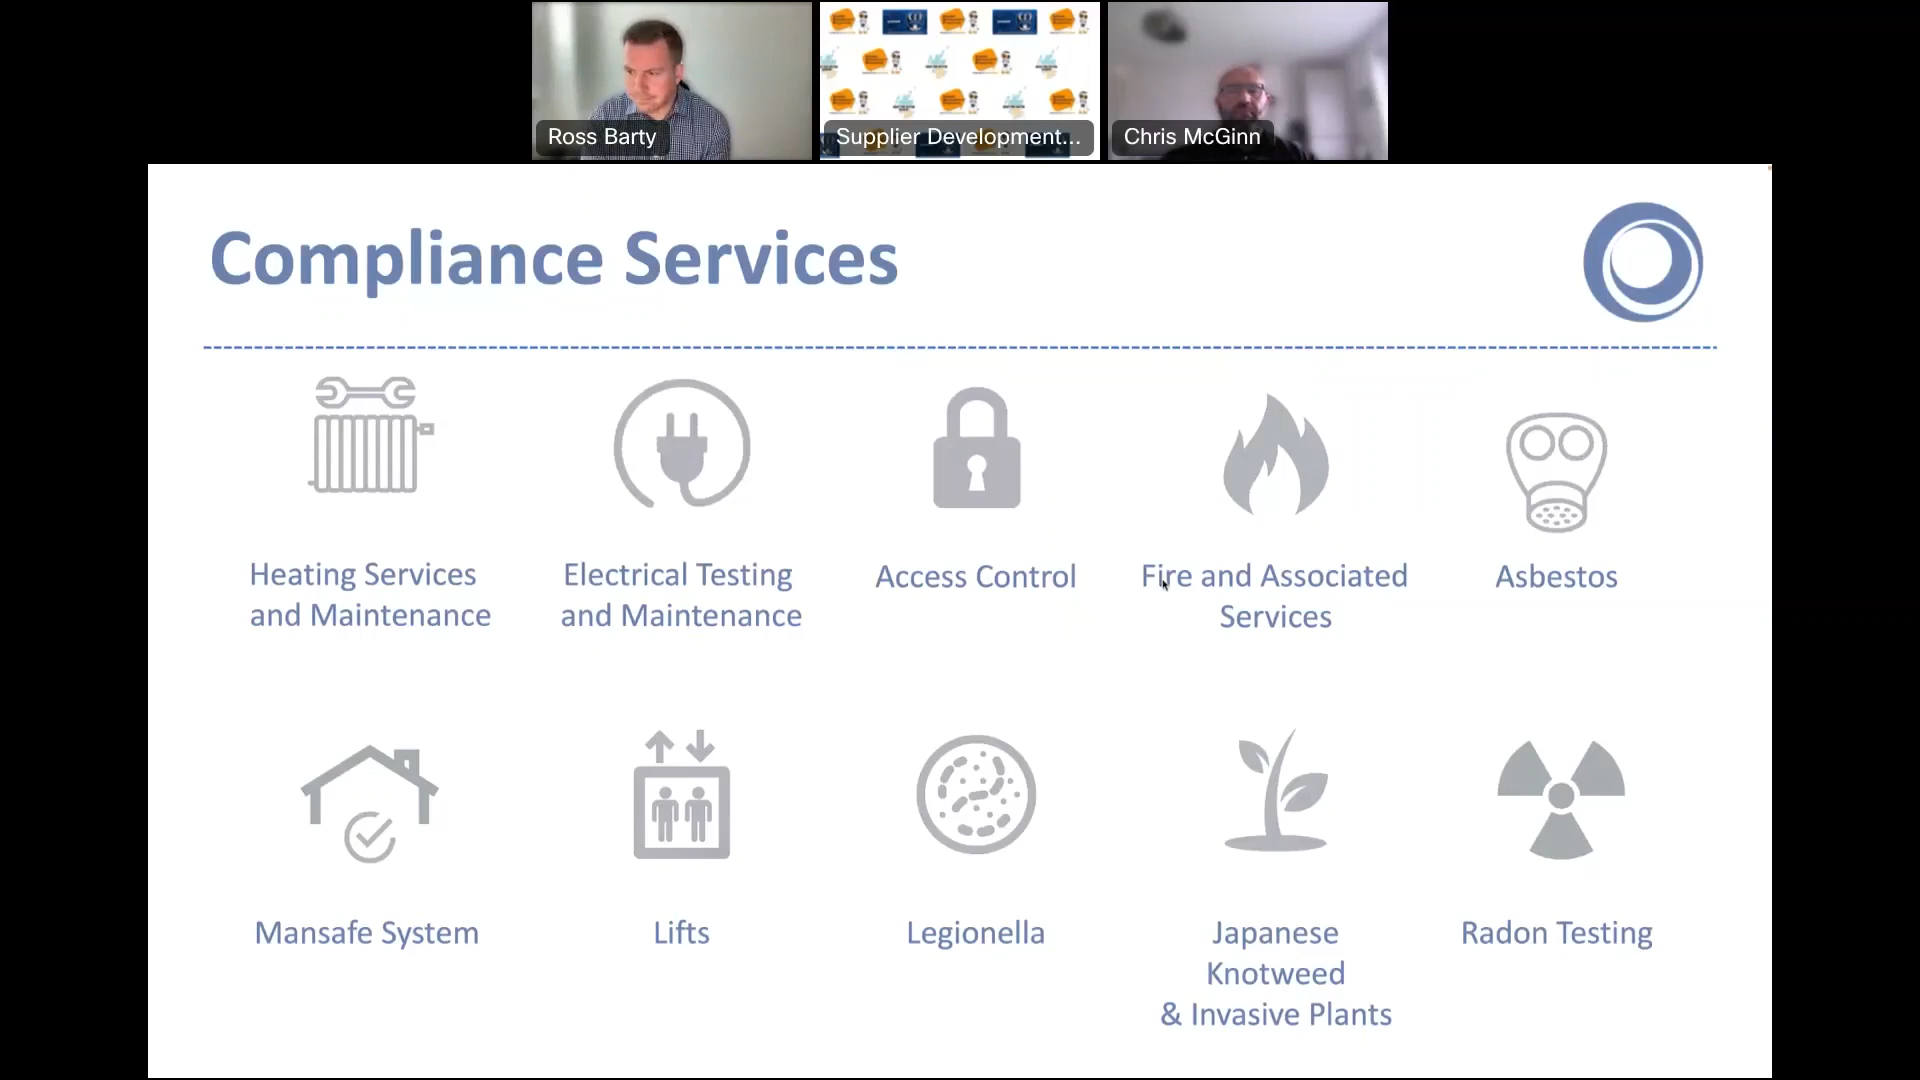 Ross Barty
Supplier Development...
Chris McGinn
Compliance Services
Heating Services
and Maintenance
Electrical Testing
and Maintenance
Access Control
Fire and Associated
Services
Asbestos
Mansafe System
Lifts
Legionella
Japanese
Knotweed
& Invasive Plants
Radon Testing